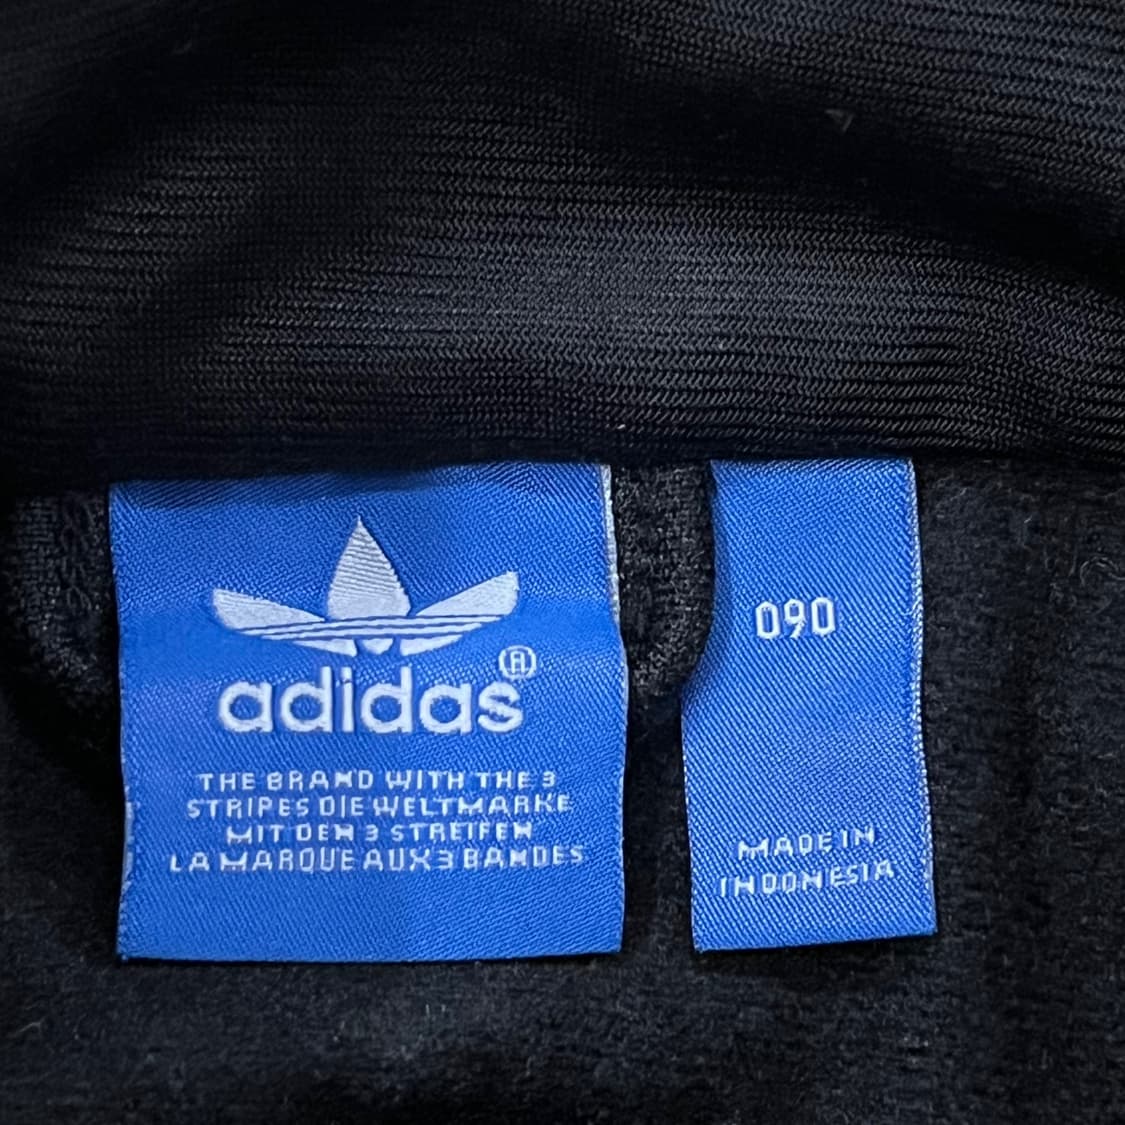 adidas®
THE BRAND WITH THE 3
STRIPES DIE WELTMARKE
MIT DEN 3 STREIFEN
LA MARQUE AUX 3 BANDES
090
MADE IN
INDONESIA